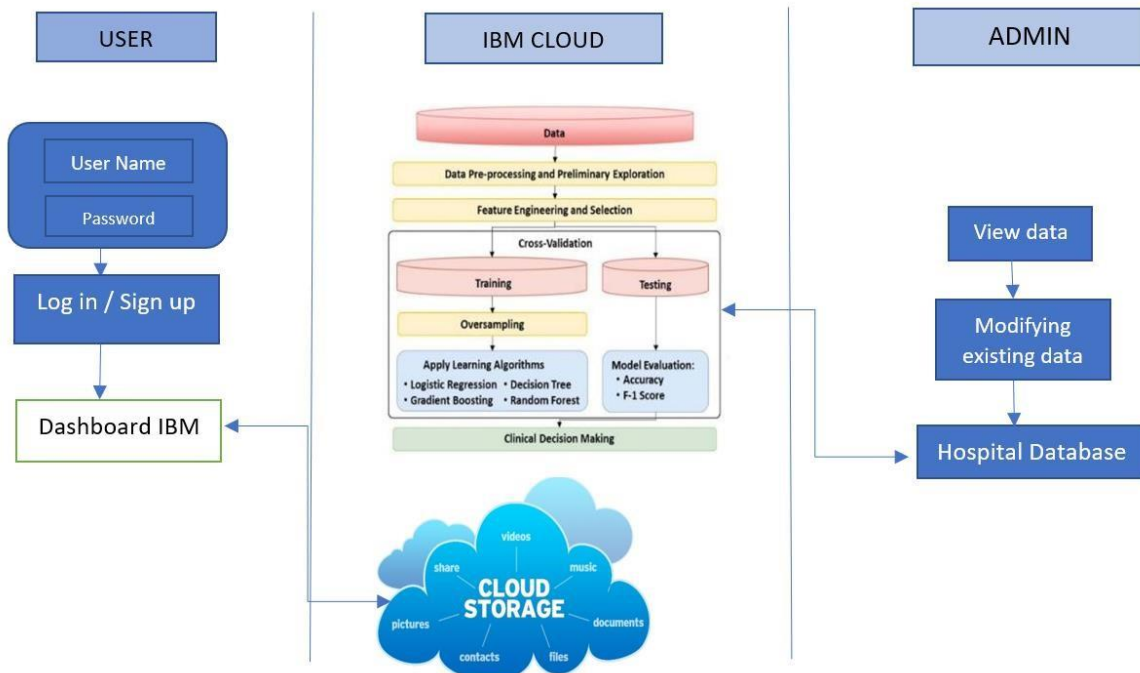 USER
IBM CLOUD
ADMIN
User Name
Password
Log in / Sign up
Dashboard IBM
Data
Data Pre-processing and Preliminary Exploration
Feature Engineering and Selection
Cross-Validation
Training
Testing
Oversampling
Apply Learning Algorithms
• Logistic Regression • Decision Tree
• Gradient Boosting • Random Forest
Model Evaluation:
• Accuracy
• F-1 Score
Clinical Decision Making
videos
share
music
CLOUD
STORAGE
pictures
documents
contacts
files
View data
Modifying
existing data
Hospital Database